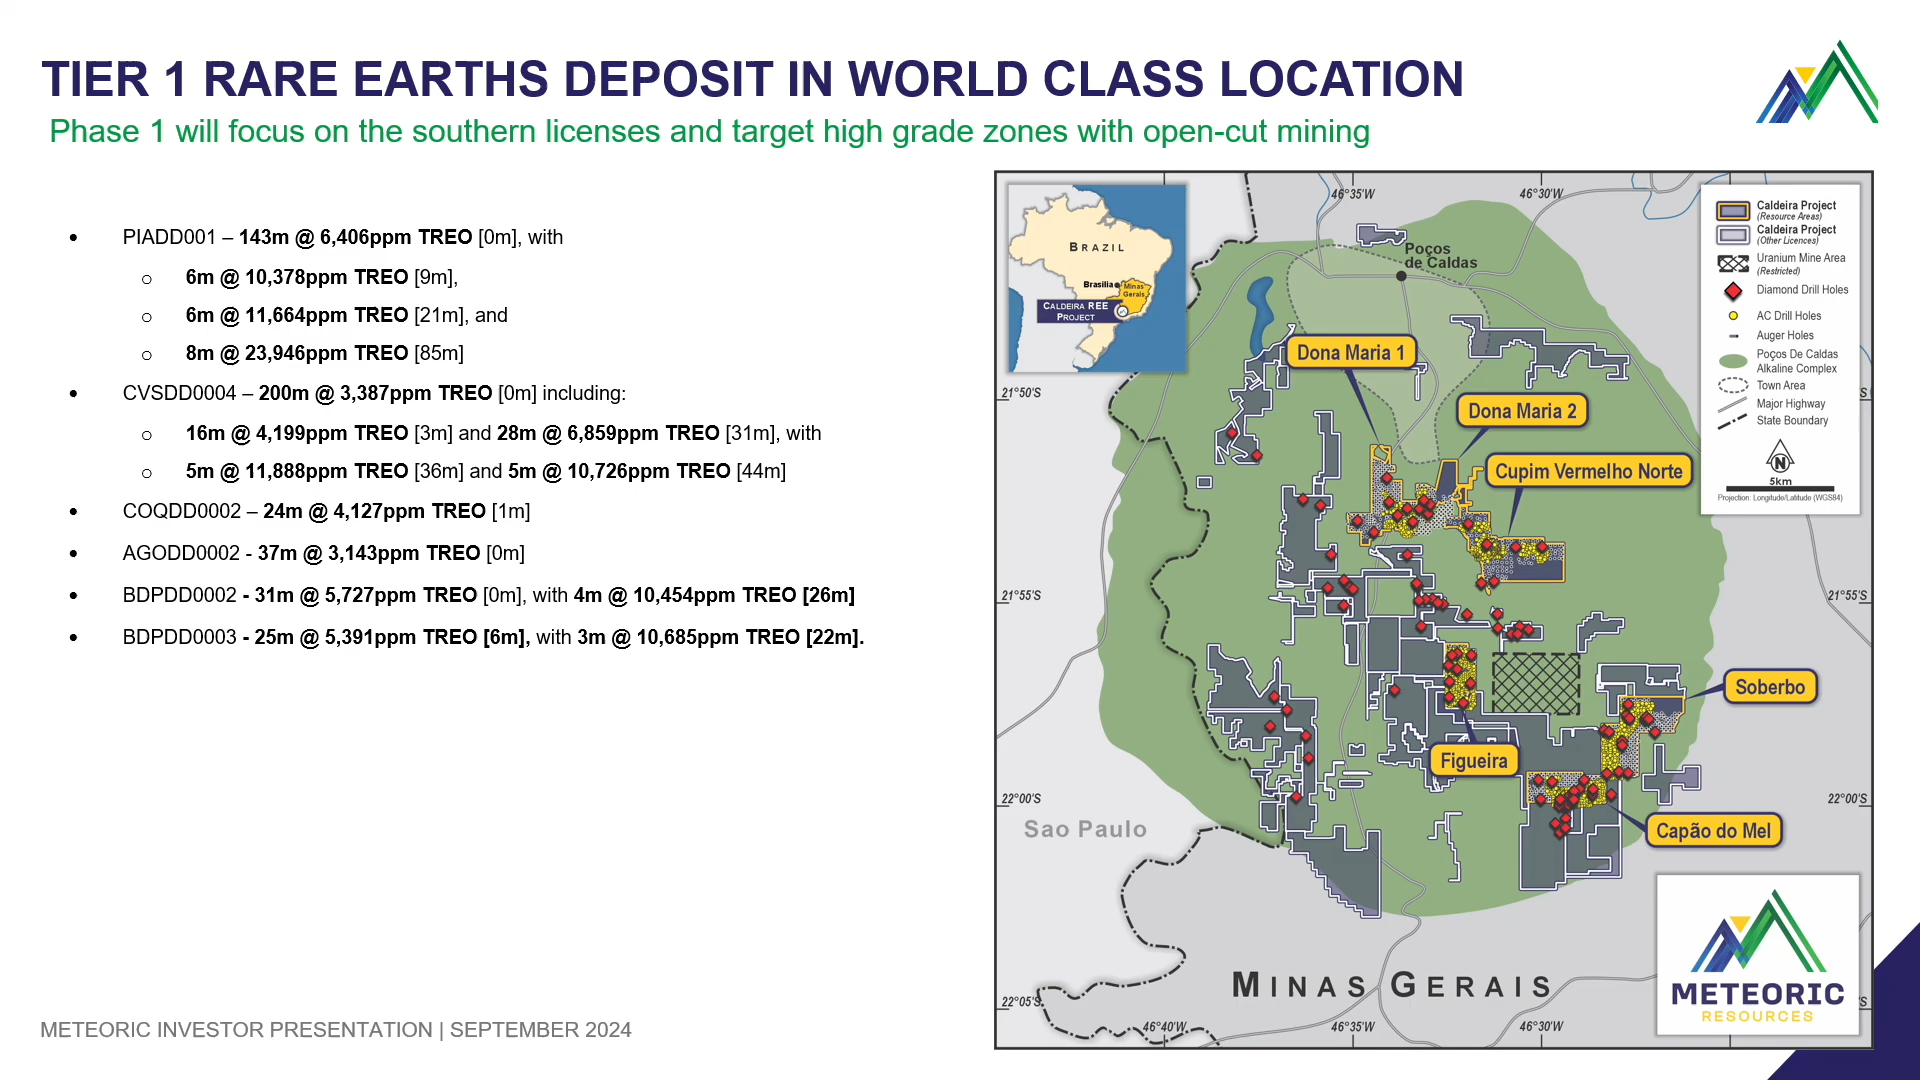 TIER 1 RARE EARTHS DEPOSIT IN WORLD CLASS LOCATION
Phase 1 will focus on the southern licenses and target high grade zones with open-cut mining
• PIADD001 – 143m @ 6,406ppm TREO [0m], with
o 6m @ 10,378ppm TREO [9m],
o 6m @ 11,664ppm TREO [21m], and
o 8m @ 23,946ppm TREO [85m]
• CVSDD0004 – 200m @ 3,387ppm TREO [0m] including:
o 16m @ 4,199ppm TREO [3m] and 28m @ 6,859ppm TREO [31m], with
o 5m @ 11,888ppm TREO [36m] and 5m @ 10,726ppm TREO [44m]
• COQDD0002 – 24m @ 4,127ppm TREO [1m]
• AGODD0002 - 37m @ 3,143ppm TREO [0m]
• BDPDD0002 - 31m @ 5,727ppm TREO [0m], with 4m @ 10,454ppm TREO [26m]
• BDPDD0003 - 25m @ 5,391ppm TREO [6m], with 3m @ 10,685ppm TREO [22m].
METEORIC INVESTOR PRESENTATION | SEPTEMBER 2024
46°35'W
46°30'W
BRAZIL
Brasilia
Minas
Gerais
CALDEIRA REE
PROJECT
Poços
de Caldas
Caldeira Project
(Resource Areas)
Caldeira Project
(Other Licences)
Uranium Mine Area
(Restricted)
Diamond Drill Holes
AC Drill Holes
Auger Holes
Poços De Caldas
Alkaline Complex
Town Area
Major Highway
State Boundary
N
5km
Projection: Longitude/Latitude (WGS84)
Dona Maria 1
Dona Maria 2
Cupim Vermelho Norte
Soberbo
Figueira
Capão do Mel
21°50'S
S
21°55'S
21°55'S
22°00'S
22°00'S
Sao Paulo
MINAS GERAIS
22°05'S
S
46°40'W
46°35'W
46°30'W
METEORIC
RESOURCES